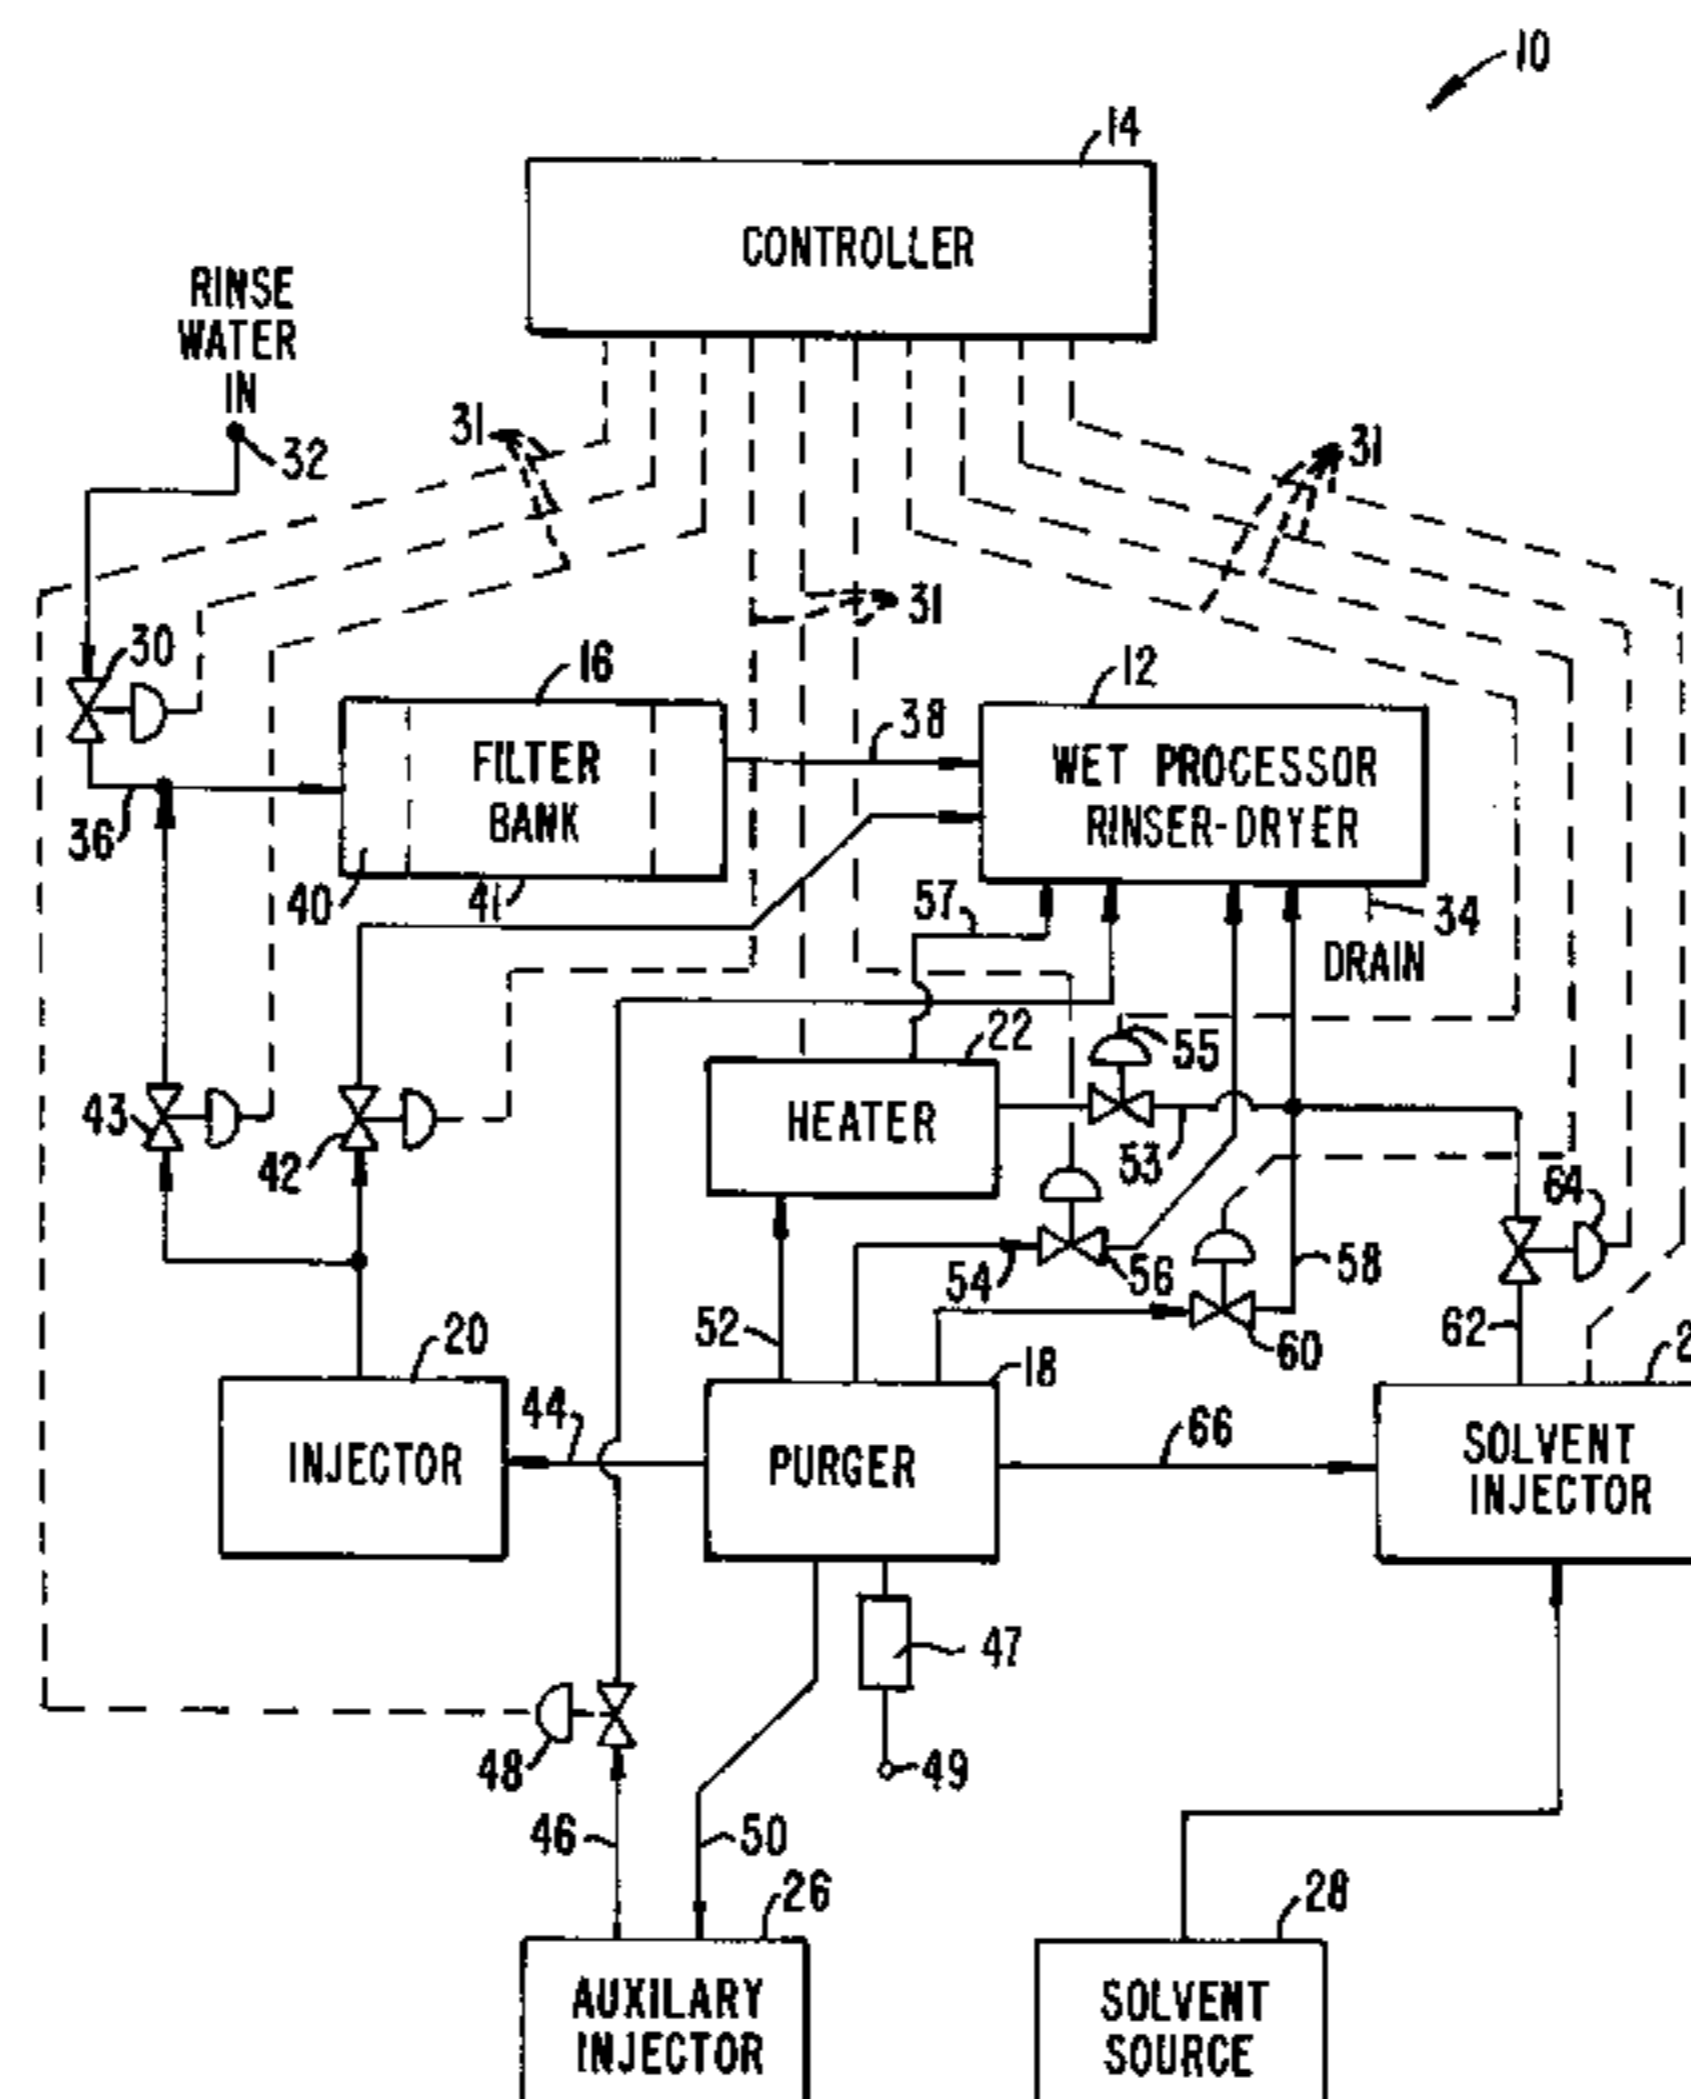 10
14
CONTROLLER
RINSE
WATER
IN
32
31
31
31
30
16
12
38
FILTER
BANK
WET PROCESSOR
RINSER-DRYER
36
40
41
57
34
DRAIN
22
55
HEATER
43
42
53
64
54
56
58
52
60
62
20
18
44
66
INJECTOR
PURGER
SOLVENT
INJECTOR
47
48
49
46
50
26
28
AUXILARY
INJECTOR
SOLVENT
SOURCE